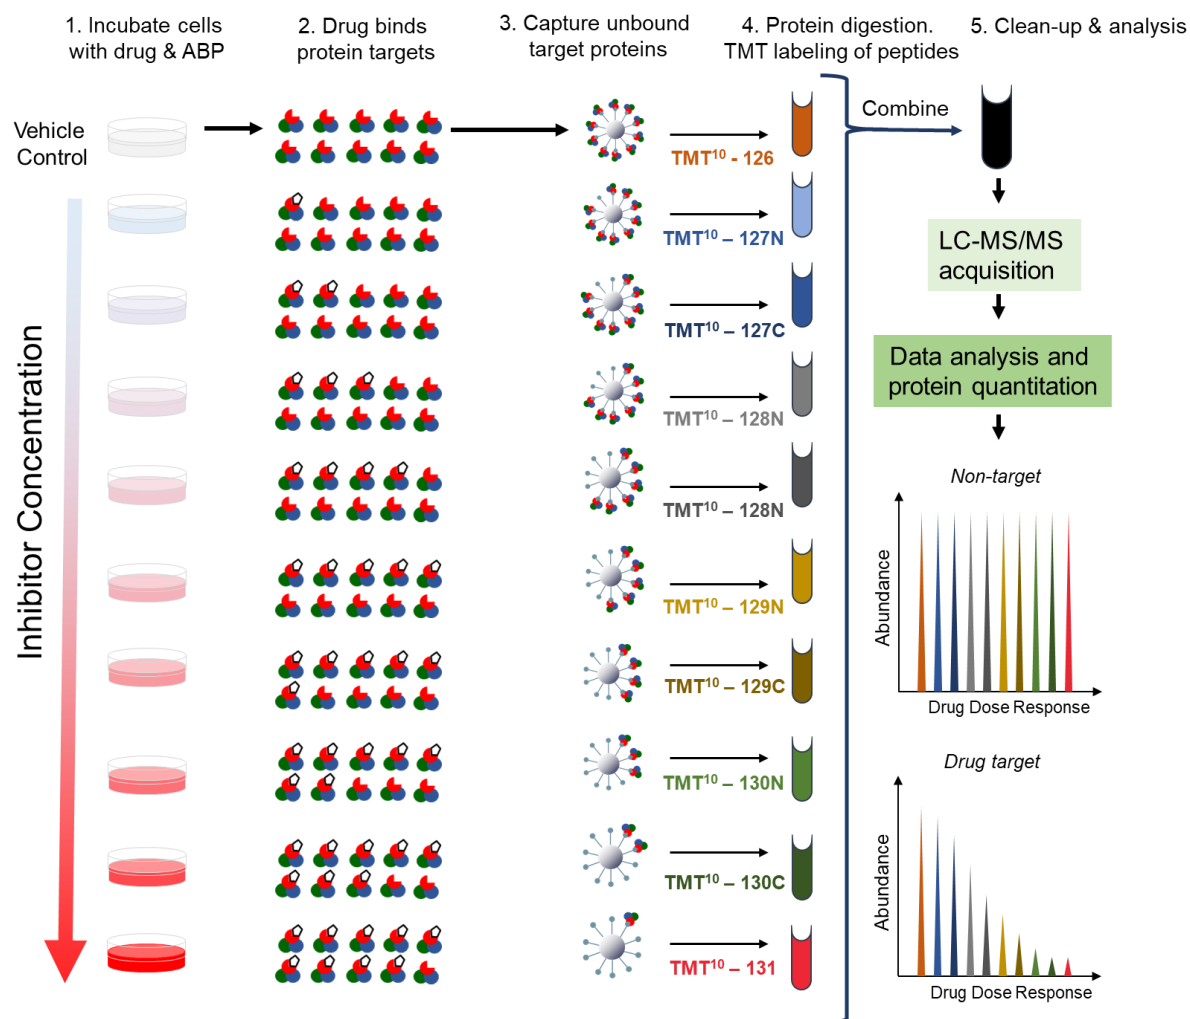 1. Incubate cells
with drug & ABP
2. Drug binds
protein targets
3. Capture unbound
target proteins
4. Protein digestion.
TMT labeling of peptides
5. Clean-up & analysis
Vehicle
Control
Inhibitor Concentration
TMT¹⁰ - 126
TMT¹⁰ – 127N
TMT¹⁰ – 127C
TMT¹⁰ – 128N
TMT¹⁰ – 128N
TMT¹⁰ – 129N
TMT¹⁰ – 129C
TMT¹⁰ – 130N
TMT¹⁰ – 130C
TMT¹⁰ – 131
Combine
LC-MS/MS
acquisition
Data analysis and
protein quantitation
Non-target
Abundance
Drug Dose Response
Drug target
Abundance
Drug Dose Response